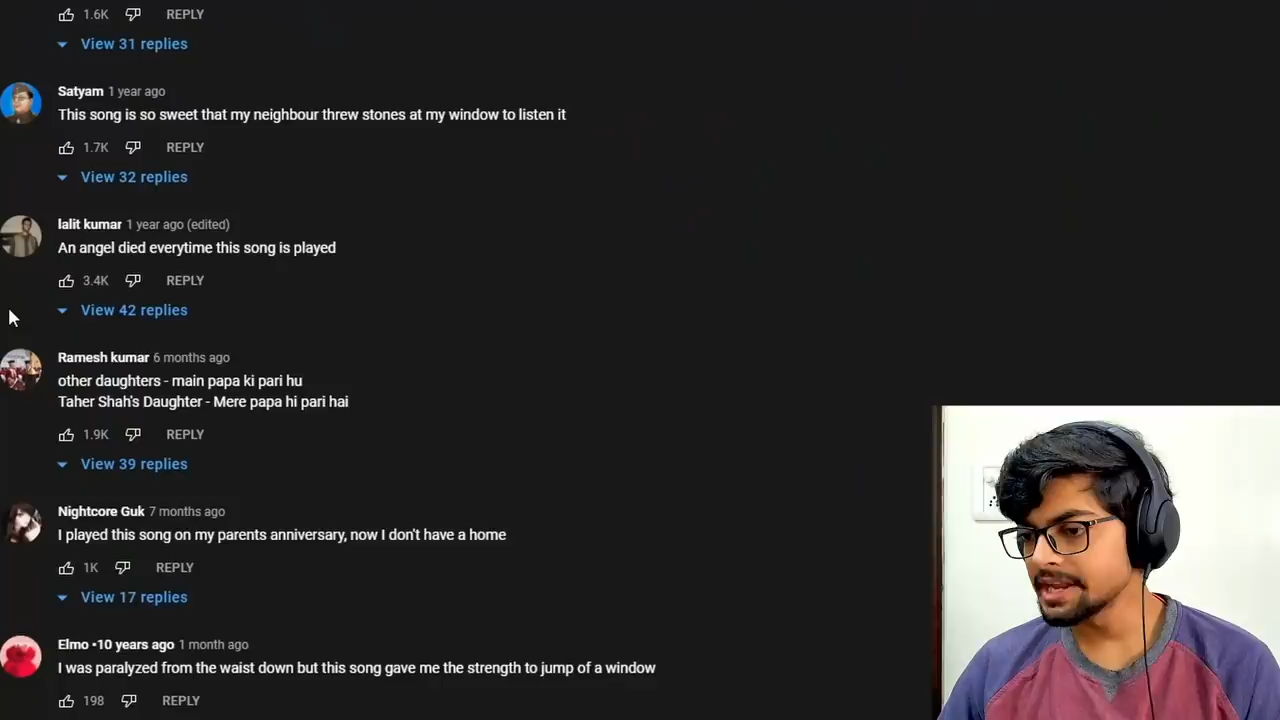 1.6K REPLY
View 31 replies
Satyam 1 year ago
This song is so sweet that my neighbour threw stones at my window to listen it
1.7K REPLY
View 32 replies
lalit kumar 1 year ago (edited)
An angel died everytime this song is played
3.4K REPLY
View 42 replies
Ramesh kumar 6 months ago
other daughters - main papa ki pari hu
Taher Shah's Daughter - Mere papa hi pari hai
1.9K REPLY
View 39 replies
Nightcore Guk 7 months ago
I played this song on my parents anniversary, now I don't have a home
1K REPLY
View 17 replies
Elmo •10 years ago 1 month ago
I was paralyzed from the waist down but this song gave me the strength to jump of a window
198 REPLY